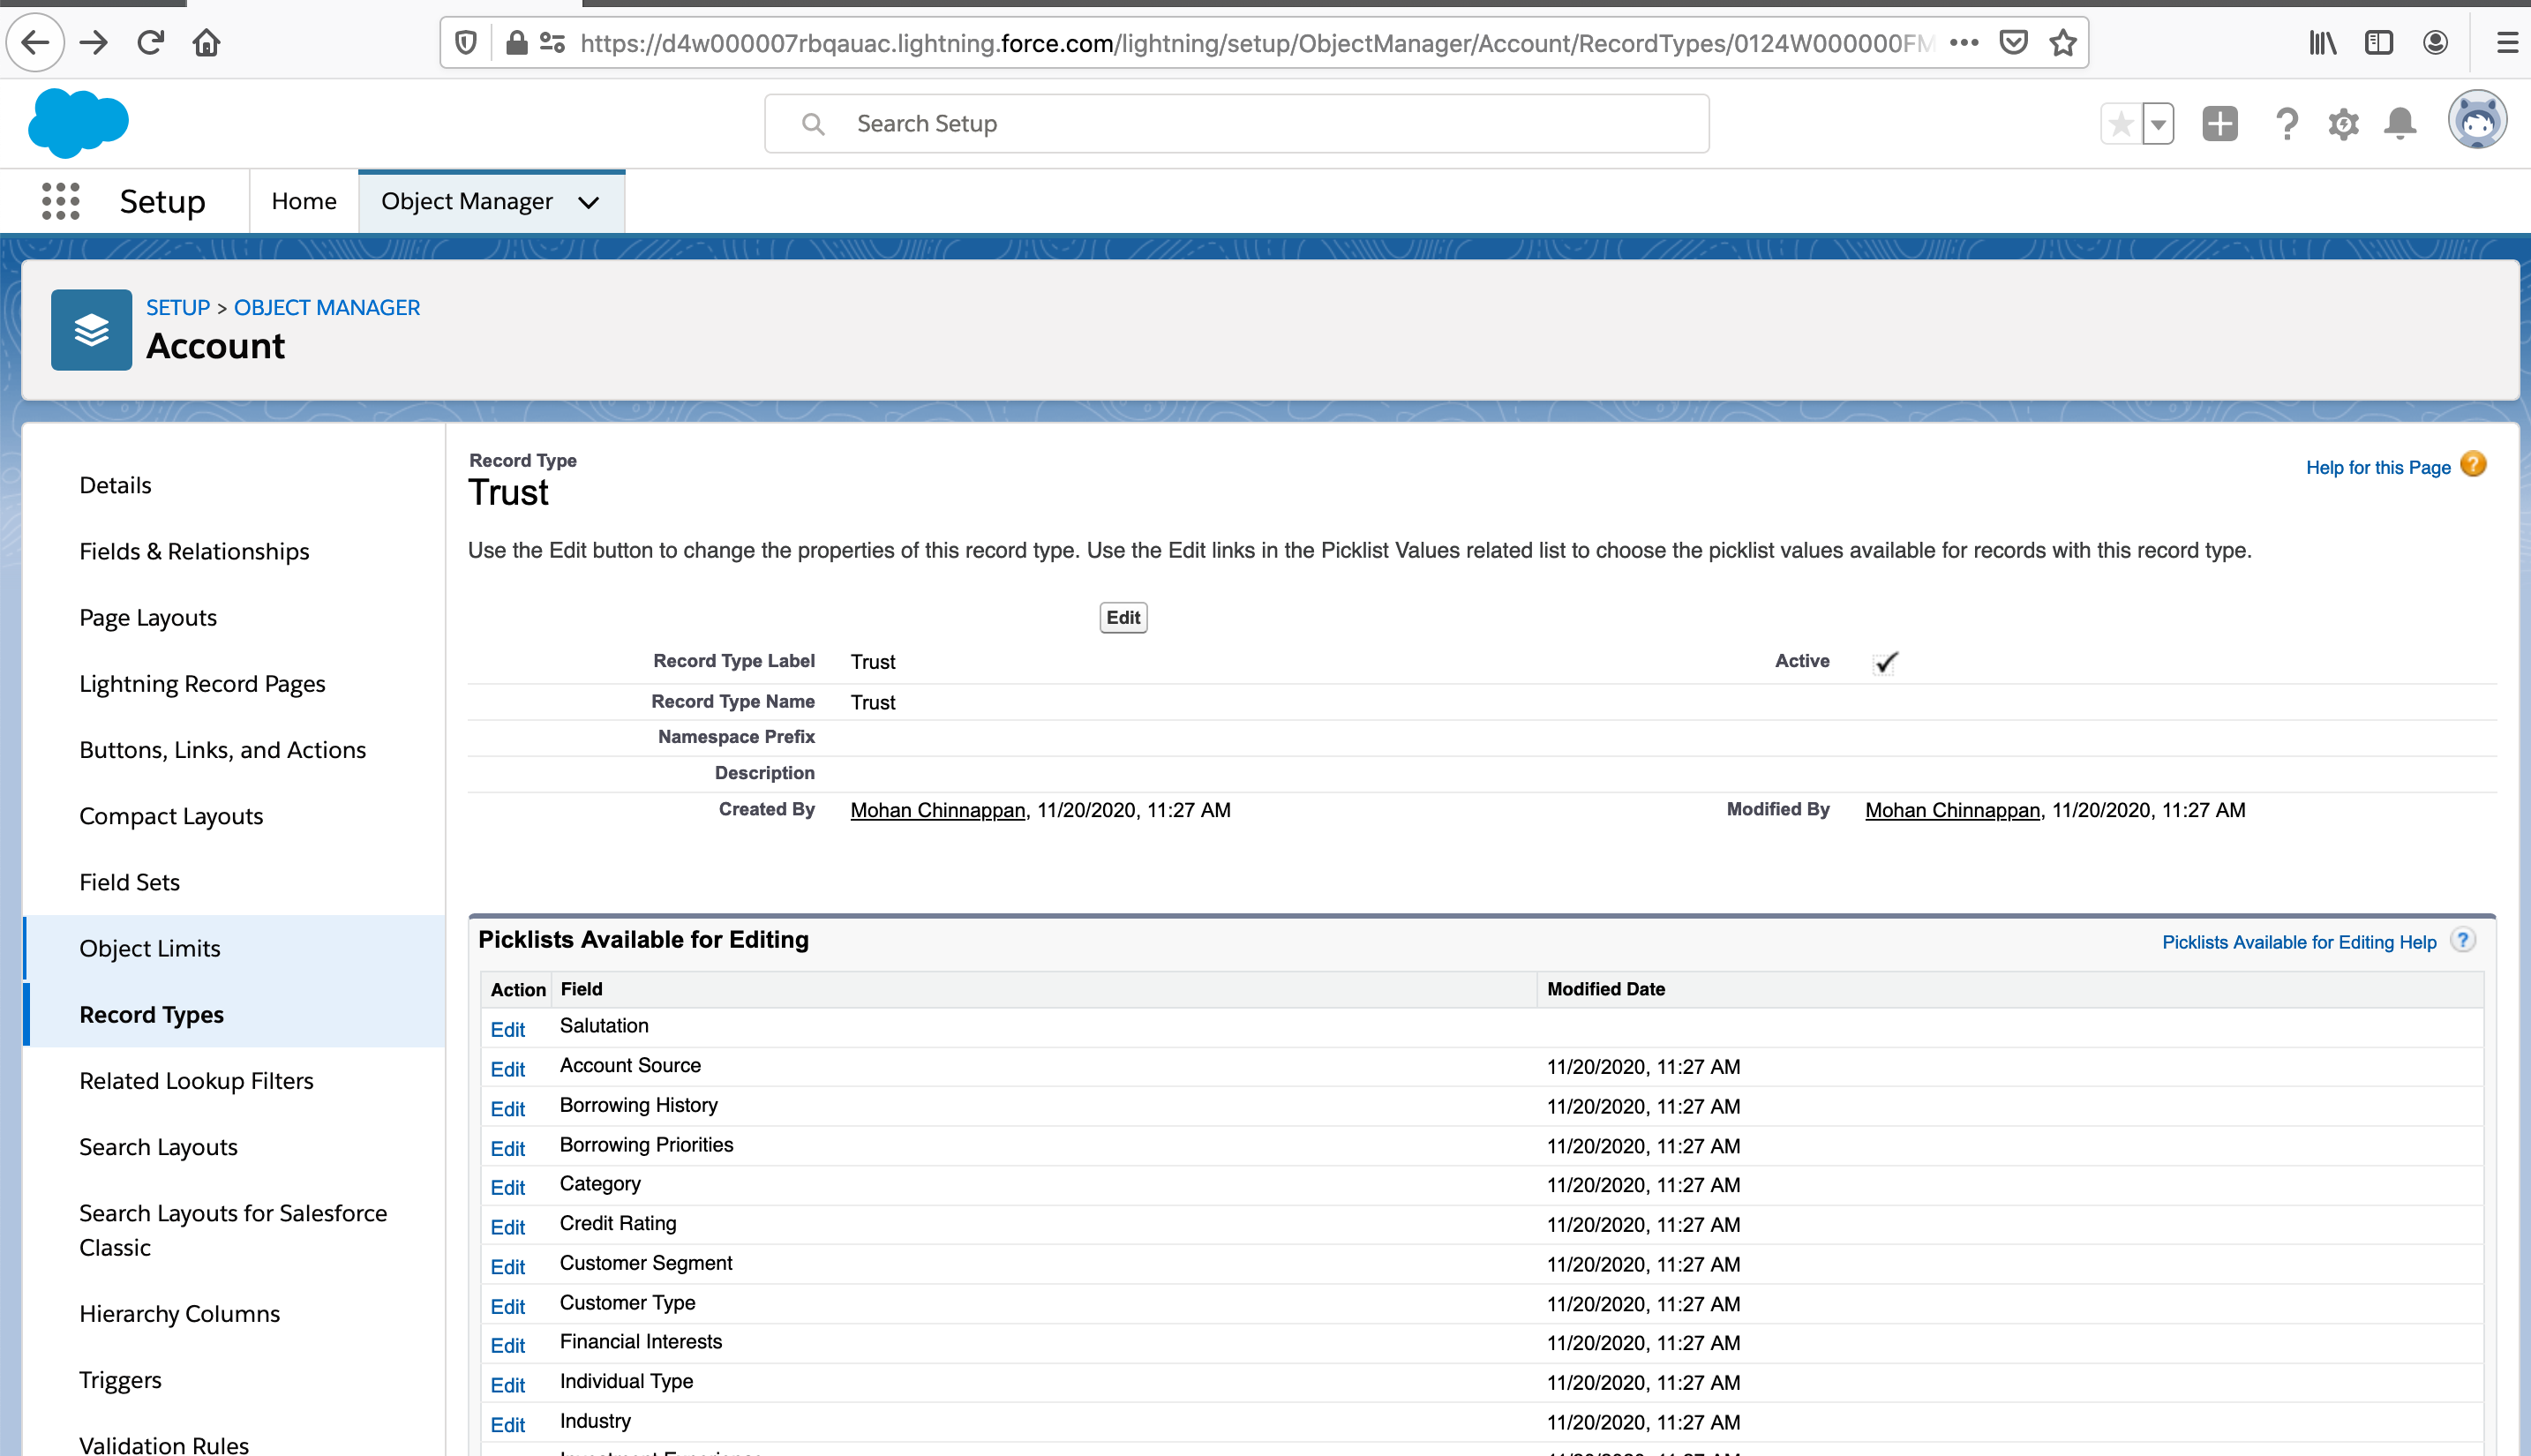 https://d4w000007rbqauac.lightning.force.com/lightning/setup/ObjectManager/Account/RecordTypes/0124W000000FM
Search Setup
Setup
Home
Object Manager
SETUP > OBJECT MANAGER
Account
Details
Fields & Relationships
Page Layouts
Lightning Record Pages
Buttons, Links, and Actions
Compact Layouts
Field Sets
Object Limits
Record Types
Related Lookup Filters
Search Layouts
Search Layouts for Salesforce
Classic
Hierarchy Columns
Triggers
Validation Rules
Record Type
Trust
Help for this Page
Use the Edit button to change the properties of this record type. Use the Edit links in the Picklist Values related list to choose the picklist values available for records with this record type.
Edit
Record Type Label Trust Active
Record Type Name Trust
Namespace Prefix
Description
Created By Mohan Chinnappan, 11/20/2020, 11:27 AM Modified By Mohan Chinnappan, 11/20/2020, 11:27 AM
Picklists Available for Editing
Picklists Available for Editing Help ?
Action Field Modified Date
Edit Salutation
Edit Account Source 11/20/2020, 11:27 AM
Edit Borrowing History 11/20/2020, 11:27 AM
Edit Borrowing Priorities 11/20/2020, 11:27 AM
Edit Category 11/20/2020, 11:27 AM
Edit Credit Rating 11/20/2020, 11:27 AM
Edit Customer Segment 11/20/2020, 11:27 AM
Edit Customer Type 11/20/2020, 11:27 AM
Edit Financial Interests 11/20/2020, 11:27 AM
Edit Individual Type 11/20/2020, 11:27 AM
Edit Industry 11/20/2020, 11:27 AM